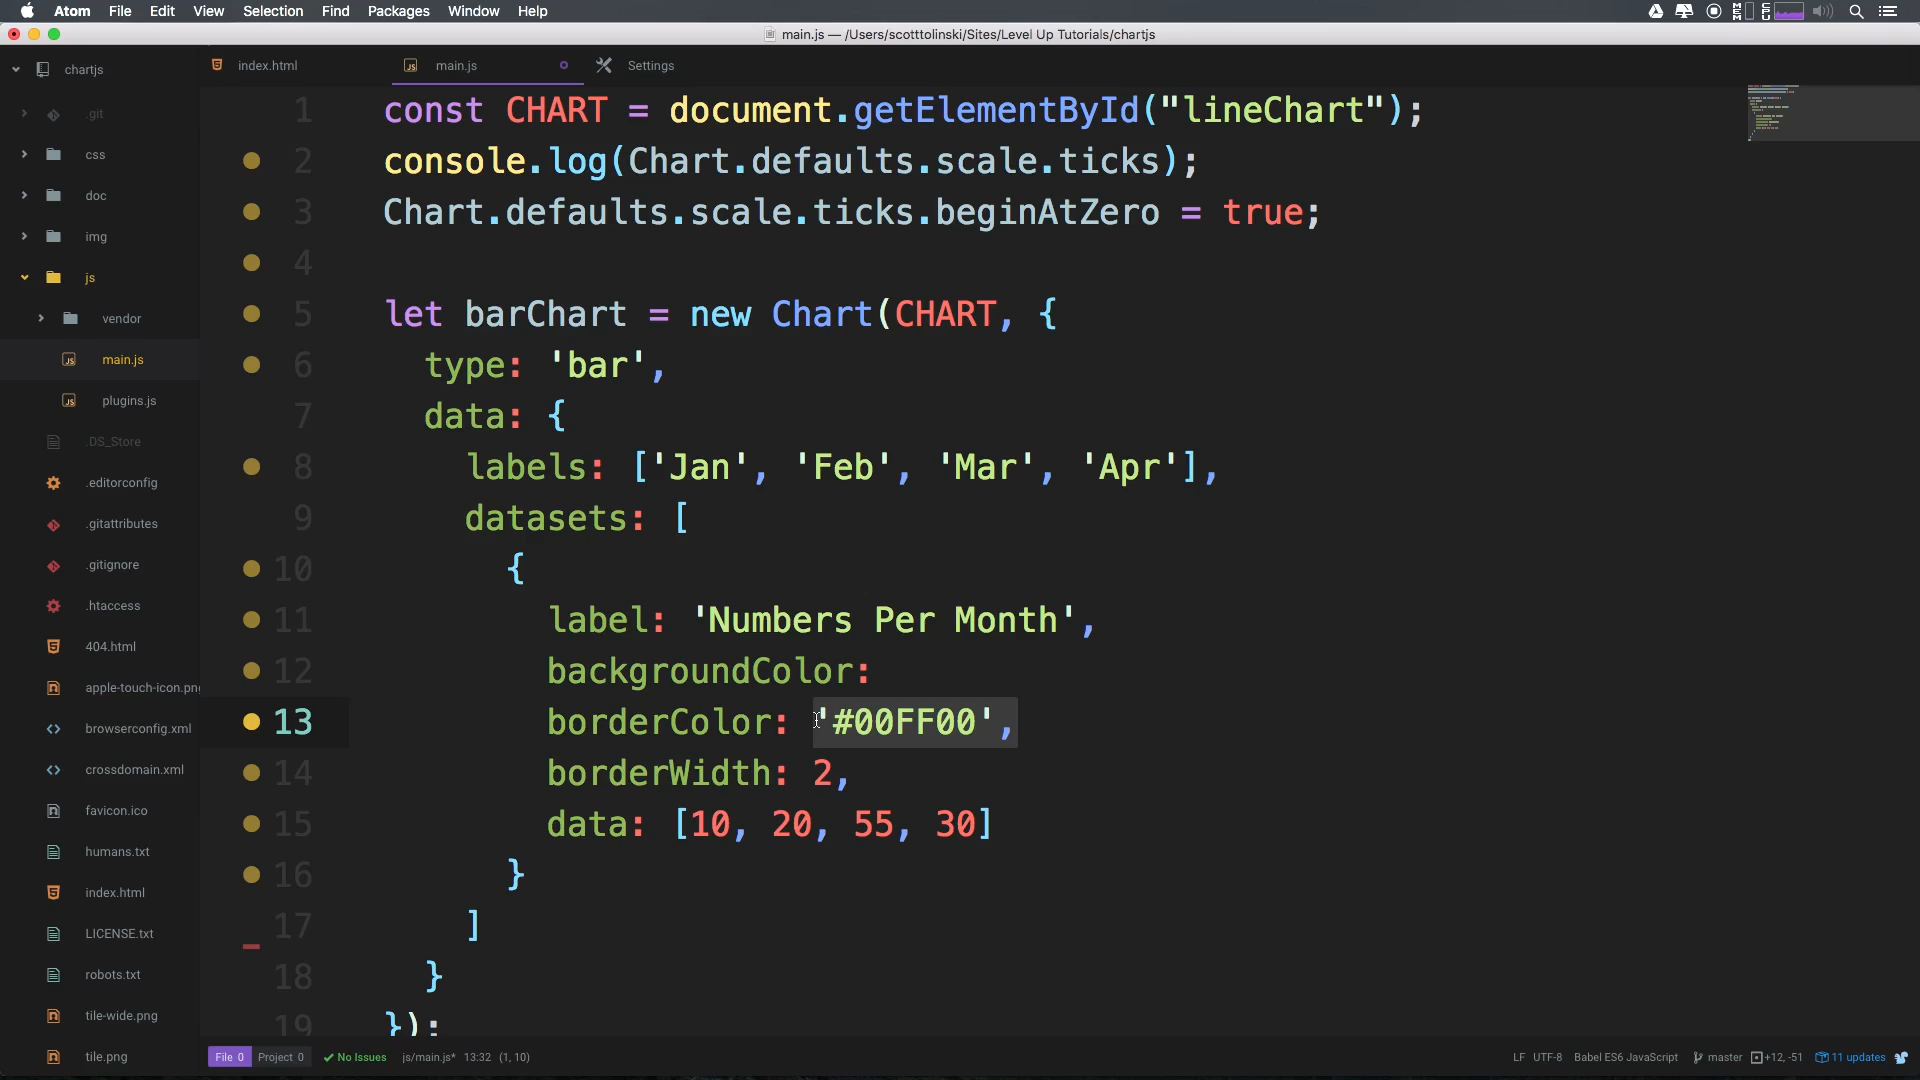 Atom File Edit View Selection Find Packages Window Help
main.js — /Users/scotttolinski/Sites/Level Up Tutorials/chartjs
chartjs
index.html
main.js
Settings
.git
css
doc
img
js
vendor
main.js
plugins.js
.DS_Store
.editorconfig
.gitattributes
.gitignore
.htaccess
404.html
apple-touch-icon.png
browserconfig.xml
crossdomain.xml
favicon.ico
humans.txt
index.html
LICENSE.txt
robots.txt
tile-wide.png
tile.png
1 const CHART = document.getElementById("lineChart");
2 console.log(Chart.defaults.scale.ticks);
3 Chart.defaults.scale.ticks.beginAtZero = true;
4
5 let barChart = new Chart(CHART, {
6 type: 'bar',
7 data: {
8 labels: ['Jan', 'Feb', 'Mar', 'Apr'],
9 datasets: [
10 {
11 label: 'Numbers Per Month',
12 backgroundColor:
13 borderColor: '#00FF00',
14 borderWidth: 2,
15 data: [10, 20, 55, 30]
16 }
17 ]
18 }
19 });
File 0 Project 0 No Issues js/main.js* 13:32 (1, 10)
LF UTF-8 Babel ES6 JavaScript master +12, -51 11 updates